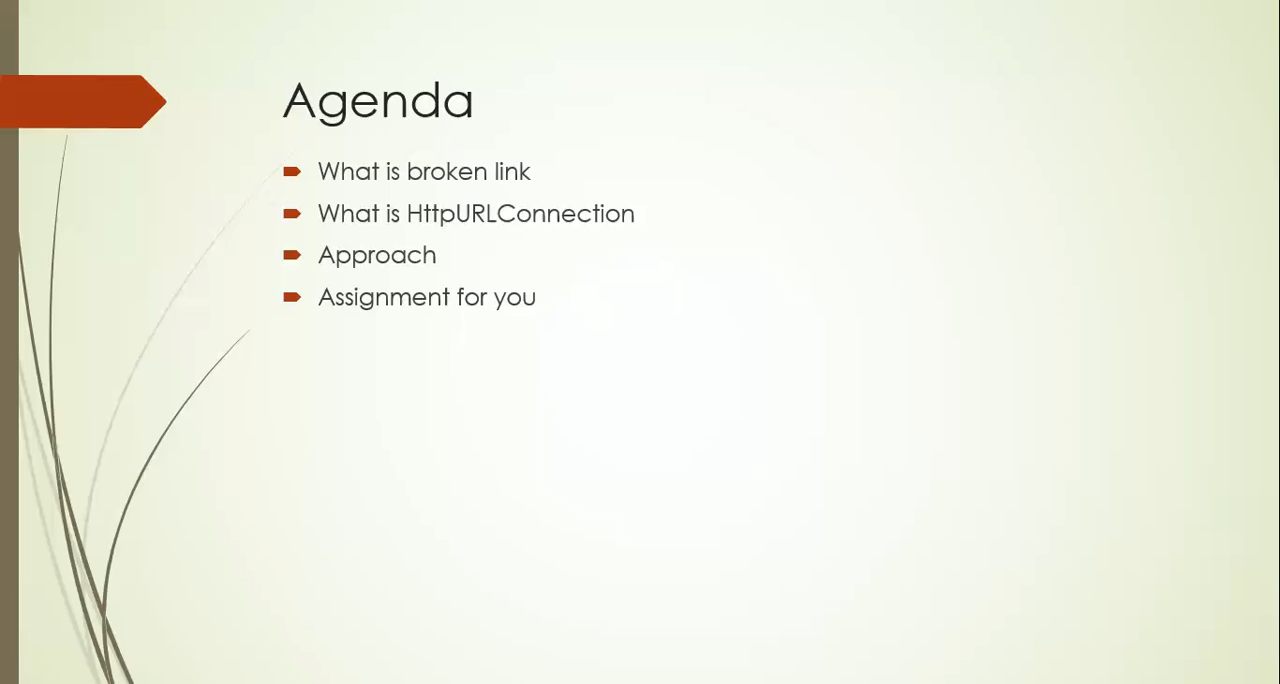 Agenda
What is broken link
What is HttpURLConnection
Approach
Assignment for you